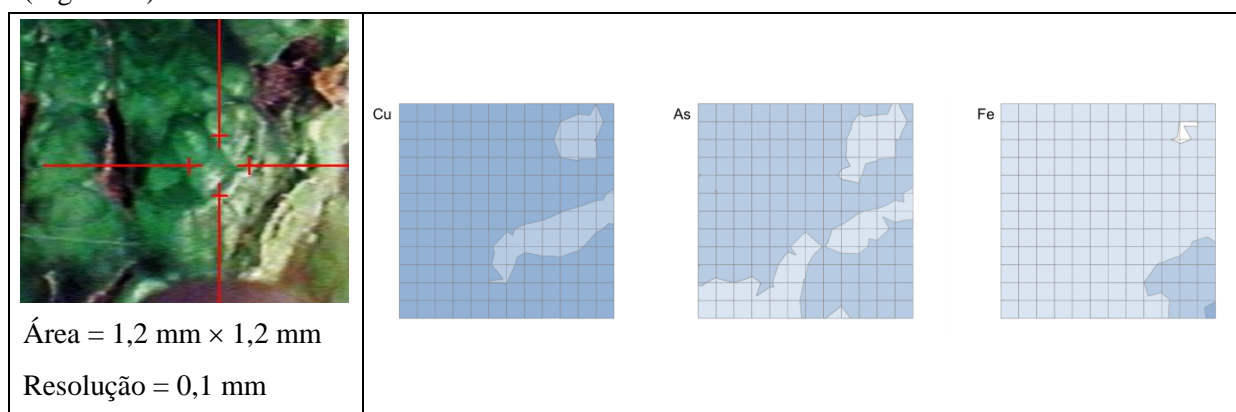 Cu
As
Fe
Área = 1,2 mm × 1,2 mm
Resolução = 0,1 mm